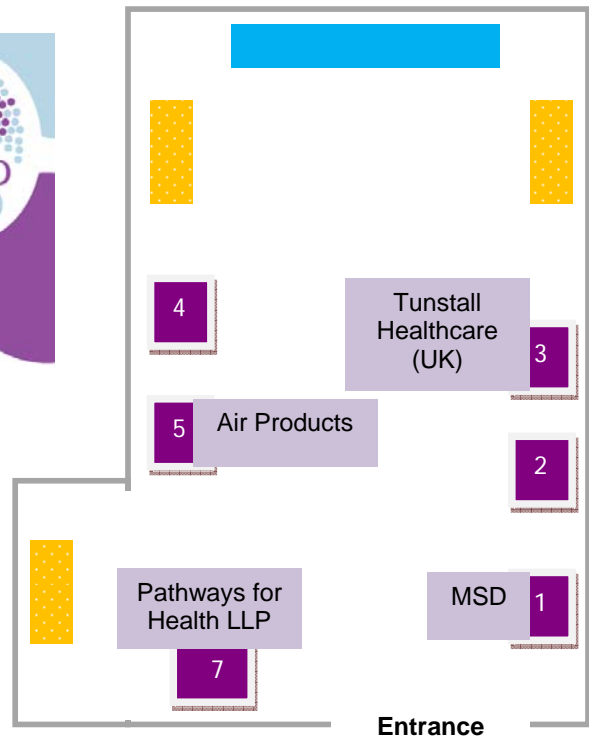 4
Tunstall
Healthcare
(UK)
3
5
Air Products
2
Pathways for
Health LLP
MSD
1
7
Entrance